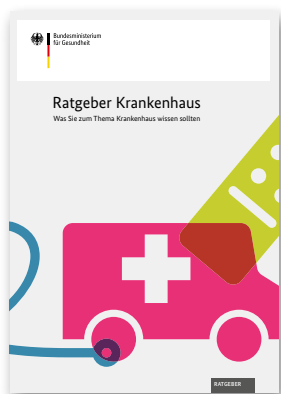 Bundesministerium
für Gesundheit
Ratgeber Krankenhaus
Was Sie zum Thema Krankenhaus wissen sollten
RATGEBER